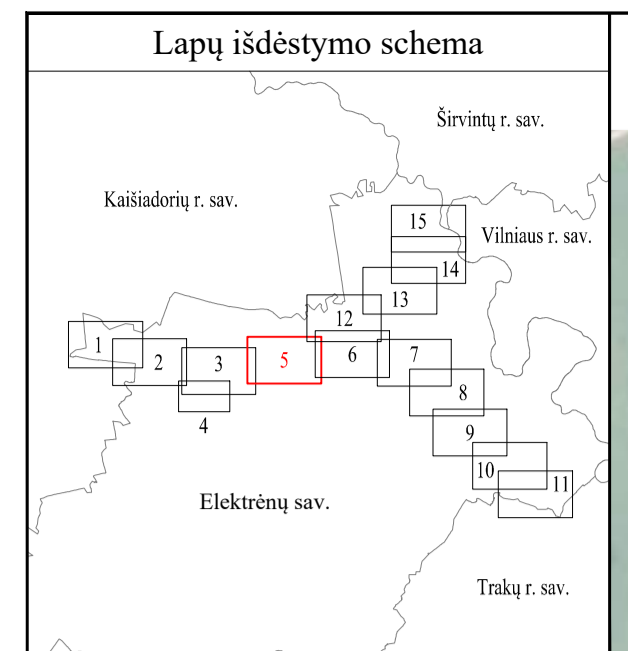 Lapų išdėstymo schema
Širvintų r. sav.
Kaišiadorių r. sav.
15
Vilniaus r. sav.
14
13
12
1
2
3
5
6
7
4
8
9
10
11
Elektrėnų sav.
Trakų r. sav.